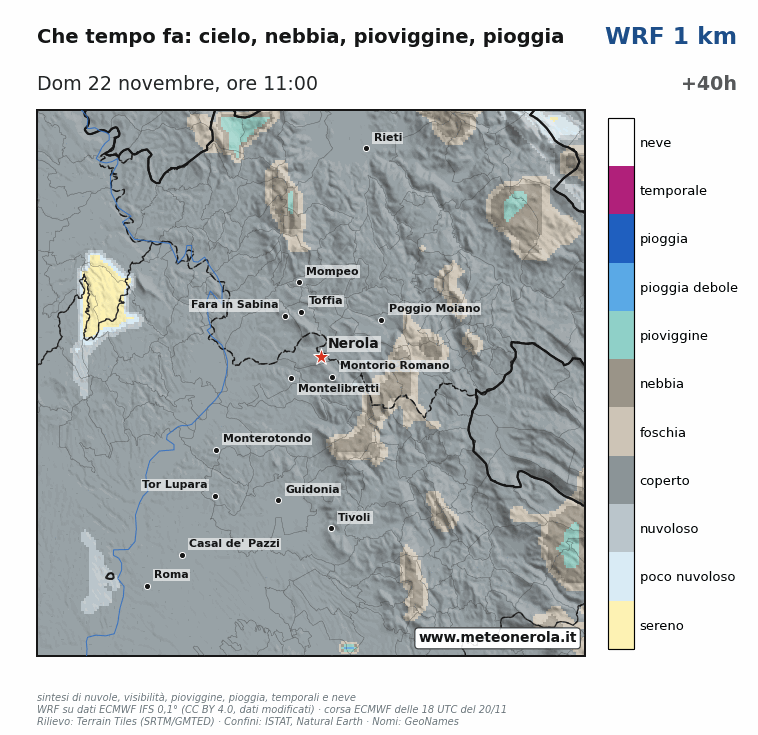 Che tempo fa: cielo, nebbia, pioviggine, pioggia
WRF 1 km
Dom 22 novembre, ore 11:00
+40h
Rieti
Mompeo
Fara in Sabina
Toffia
Poggio Moiano
Nerola
Montorio Romano
Montelibretti
Monterotondo
Tor Lupara
Guidonia
Tivoli
Casal de' Pazzi
Roma
www.meteonerola.it
neve
temporale
pioggia
pioggia debole
pioviggine
nebbia
foschia
coperto
nuvoloso
poco nuvoloso
sereno
sintesi di nuvole, visibilità, pioviggine, pioggia, temporali e neve
WRF su dati ECMWF IFS 0,1° (CC BY 4.0, dati modificati) · corsa ECMWF delle 18 UTC del 20/11
Rilievo: Terrain Tiles (SRTM/GMTED) · Confini: ISTAT, Natural Earth · Nomi: GeoNames